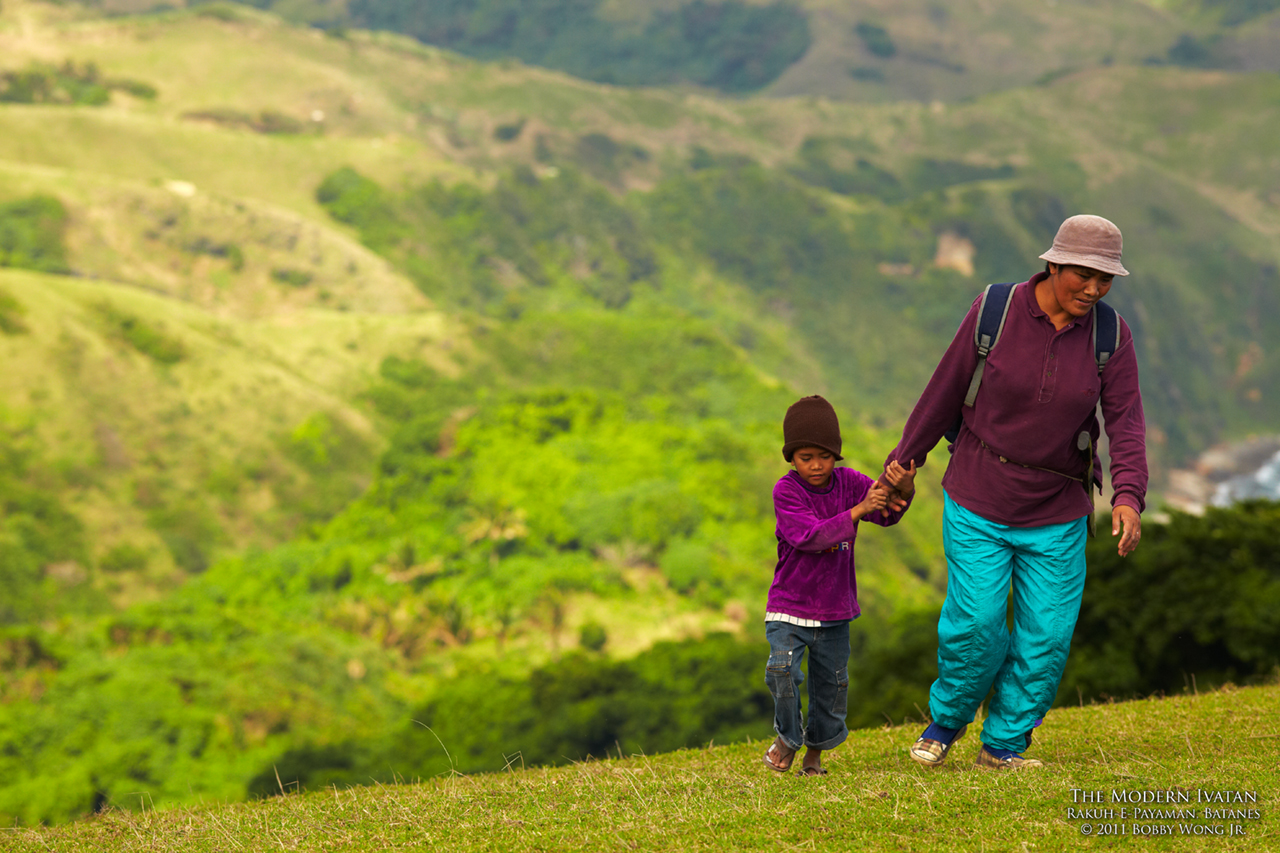 The Modern Ivatan
Rakuh E-Payaman Batanes
© 2011 Bobby Wong Jr.